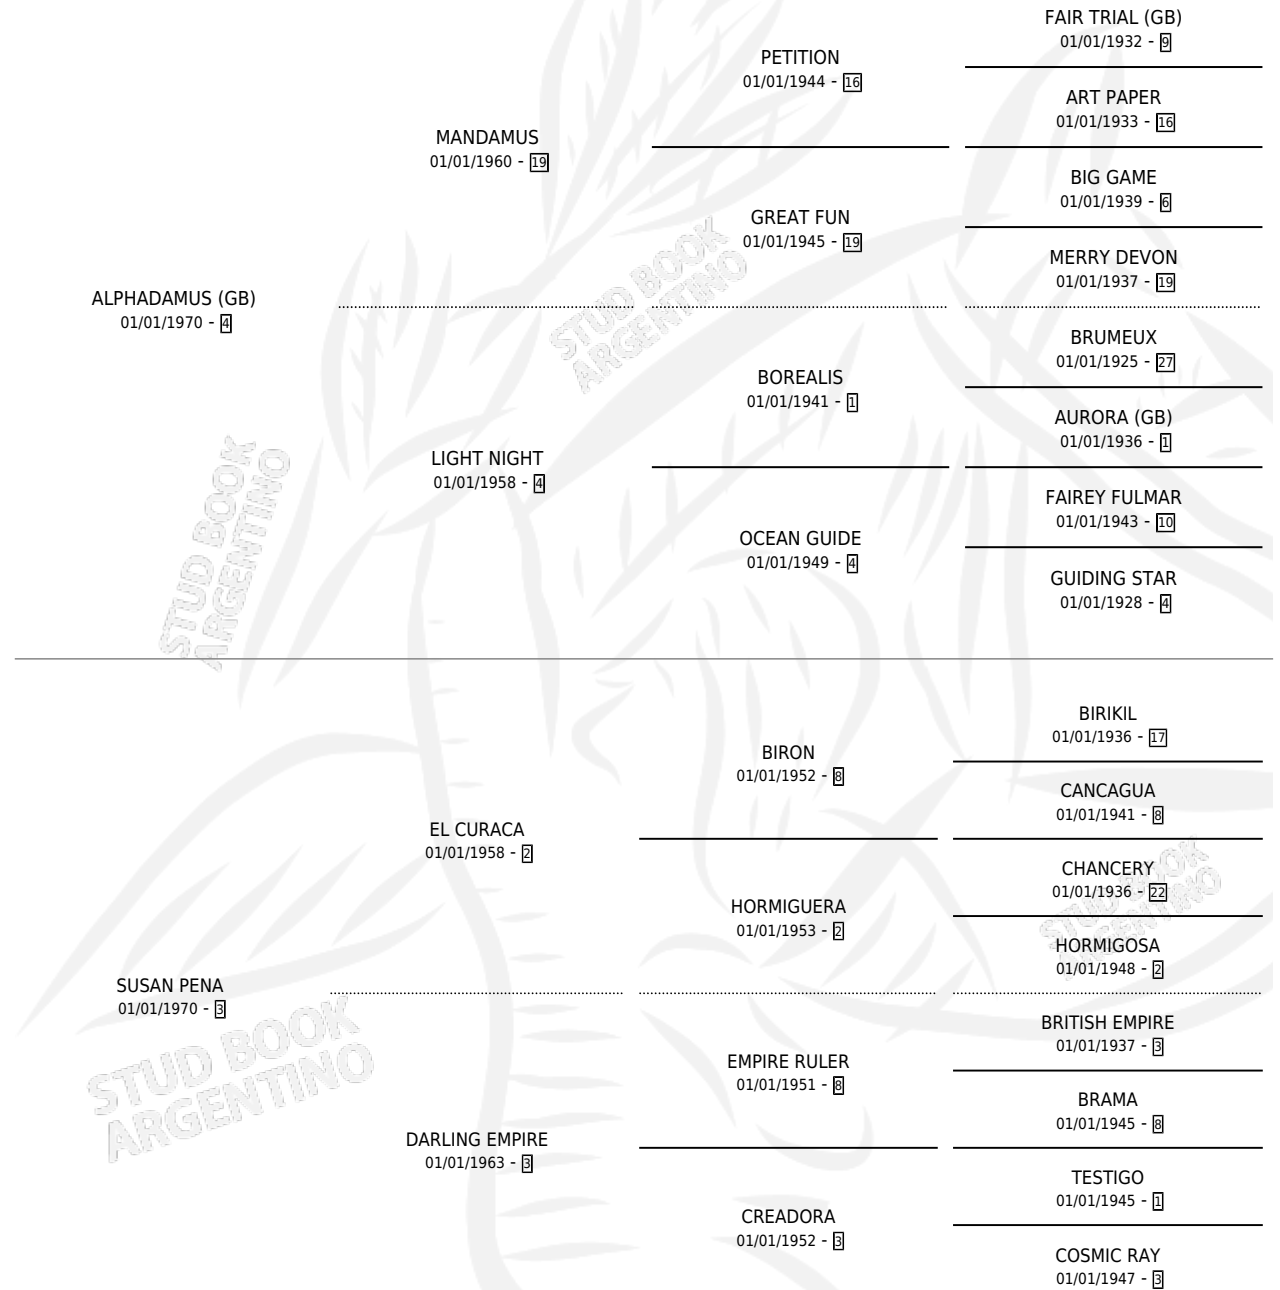 FAIR TRIAL (GB)
01/01/1932 - 9
PETITION
01/01/1944 - 16
ART PAPER
01/01/1933 - 16
MANDAMUS
01/01/1960 - 19
BIG GAME
01/01/1939 - 6
GREAT FUN
01/01/1945 - 19
MERRY DEVON
01/01/1937 - 19
ALPHADAMUS (GB)
01/01/1970 - 4
STUD BOOK
ARGENTINO
BRUMEUX
01/01/1925 - 27
BOREALIS
01/01/1941 - 1
AURORA (GB)
01/01/1936 - 1
LIGHT NIGHT
01/01/1958 - 4
FAIREY FULMAR
01/01/1943 - 10
OCEAN GUIDE
01/01/1949 - 4
GUIDING STAR
01/01/1928 - 4
STUD BOOK
ARGENTINO
BIRIKIL
01/01/1936 - 17
BIRON
01/01/1952 - 8
CANCAGUA
01/01/1941 - 8
EL CURACA
01/01/1958 - 2
CHANCERY
01/01/1936 - 22
STUD BOOK
ARGENTINO
HORMIGUERA
01/01/1953 - 2
HORMIGOSA
01/01/1948 - 2
SUSAN PENA
01/01/1970 - 3
STUD BOOK
ARGENTINO
BRITISH EMPIRE
01/01/1937 - 3
EMPIRE RULER
01/01/1951 - 8
BRAMA
01/01/1945 - 8
DARLING EMPIRE
01/01/1963 - 3
TESTIGO
01/01/1945 - 1
CREADORA
01/01/1952 - 3
COSMIC RAY
01/01/1947 - 3